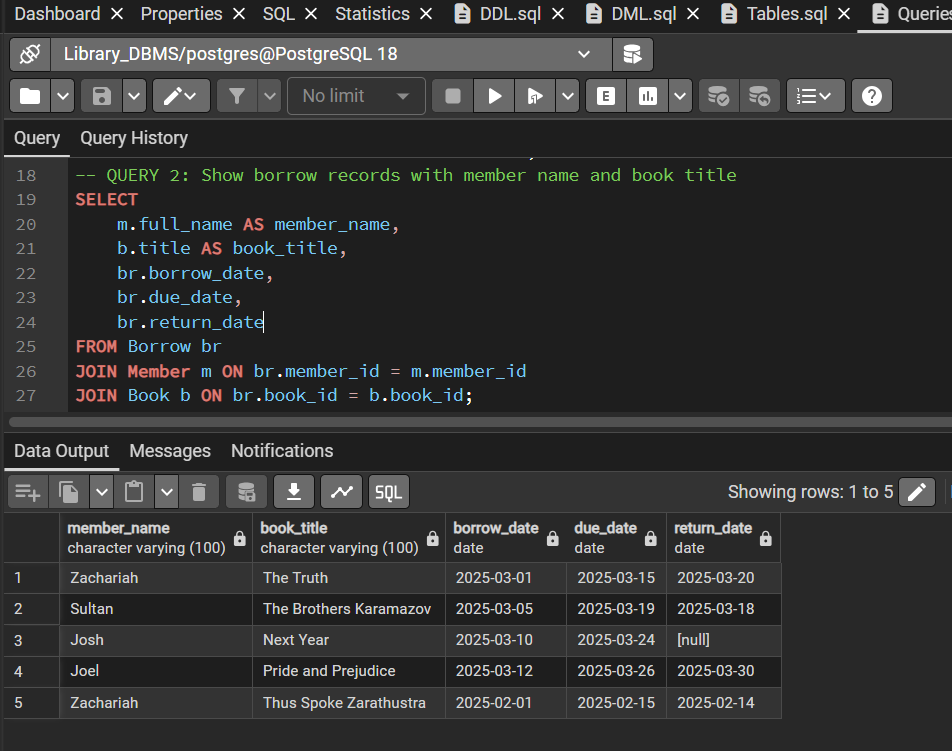 Dashboard × Properties × SQL × Statistics × DDL.sql × DML.sql × Tables.sql × Queries
Library_DBMS/postgres@PostgreSQL 18
No limit E ?
Query Query History
18 -- QUERY 2: Show borrow records with member name and book title
19 SELECT
20 m.full_name AS member_name,
21 b.title AS book_title,
22 br.borrow_date,
23 br.due_date,
24 br.return_date
25 FROM Borrow br
26 JOIN Member m ON br.member_id = m.member_id
27 JOIN Book b ON br.book_id = b.book_id;
Data Output Messages Notifications
SQL Showing rows: 1 to 5
member_name book_title borrow_date due_date return_date
character varying (100) character varying (100) date date date
1 Zachariah The Truth 2025-03-01 2025-03-15 2025-03-20
2 Sultan The Brothers Karamazov 2025-03-05 2025-03-19 2025-03-18
3 Josh Next Year 2025-03-10 2025-03-24 [null]
4 Joel Pride and Prejudice 2025-03-12 2025-03-26 2025-03-30
5 Zachariah Thus Spoke Zarathustra 2025-02-01 2025-02-15 2025-02-14